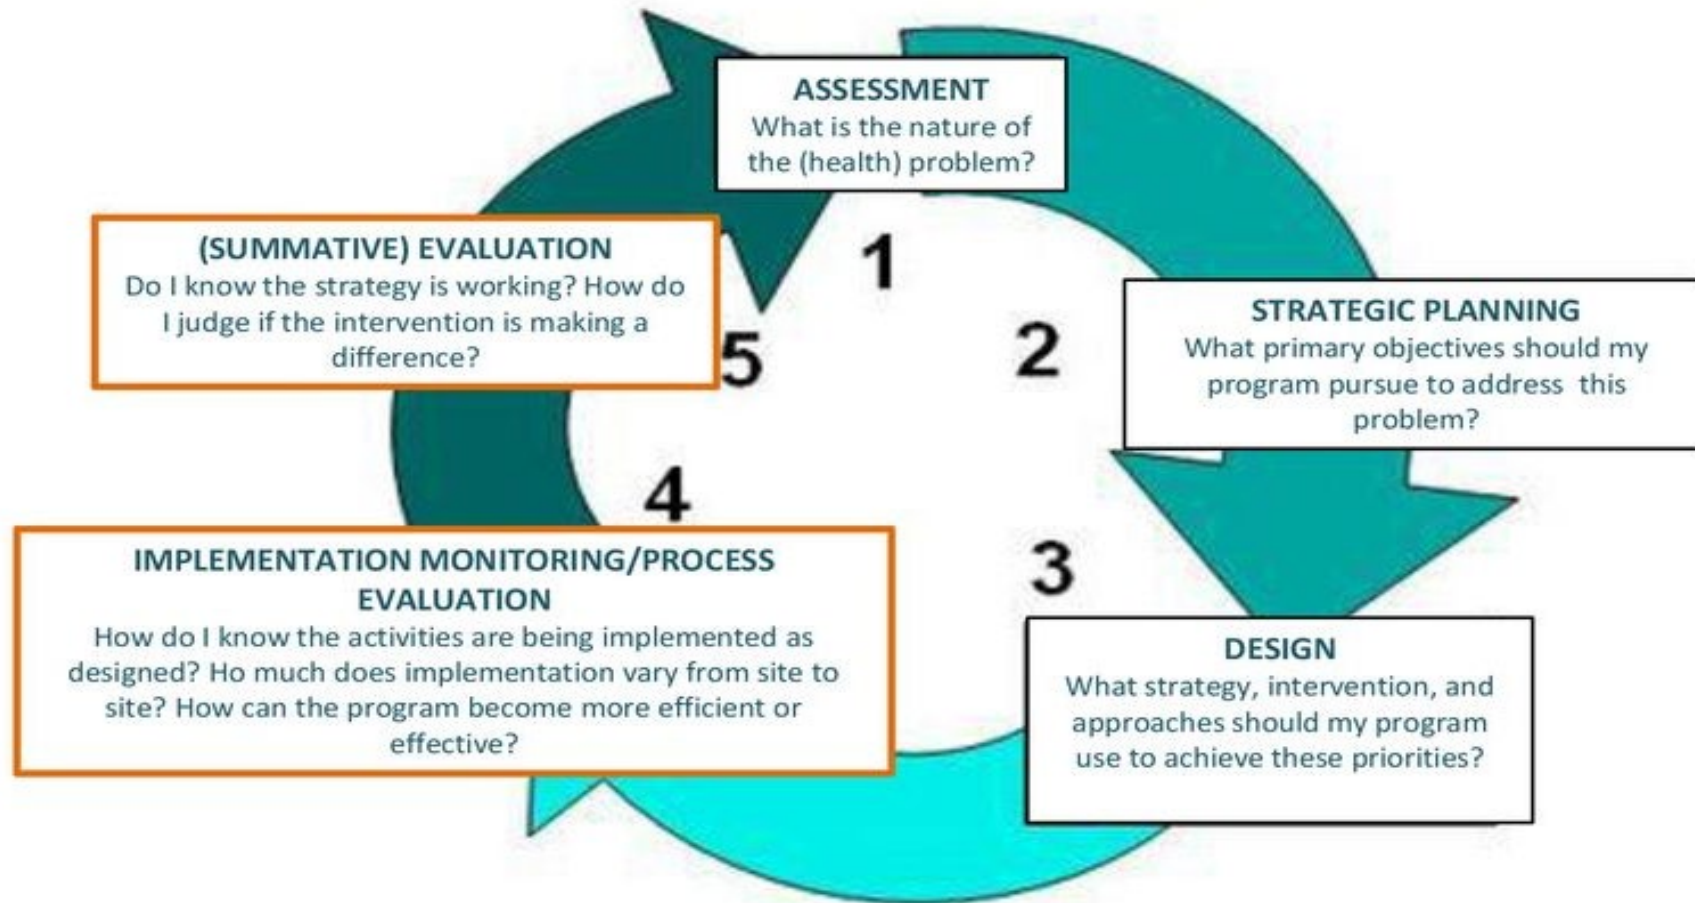 ASSESSMENT
What is the nature of
the (health) problem?
1
2
STRATEGIC PLANNING
What primary objectives should my
program pursue to address this
problem?
3
DESIGN
What strategy, intervention, and
approaches should my program
use to achieve these priorities?
4
IMPLEMENTATION MONITORING/PROCESS
EVALUATION
How do I know the activities are being implemented as
designed? Ho much does implementation vary from site to
site? How can the program become more efficient or
effective?
5
(SUMMATIVE) EVALUATION
Do I know the strategy is working? How do
I judge if the intervention is making a
difference?